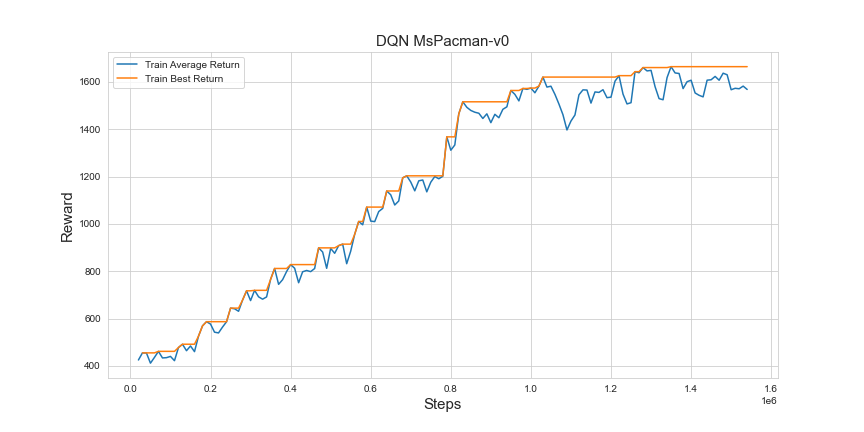 DQN MsPacman-v0
Train Average Return
Train Best Return
Reward
1600
1400
1200
1000
800
600
400
0.0 0.2 0.4 0.6 0.8 1.0 1.2 1.4 1.6
1e6
Steps